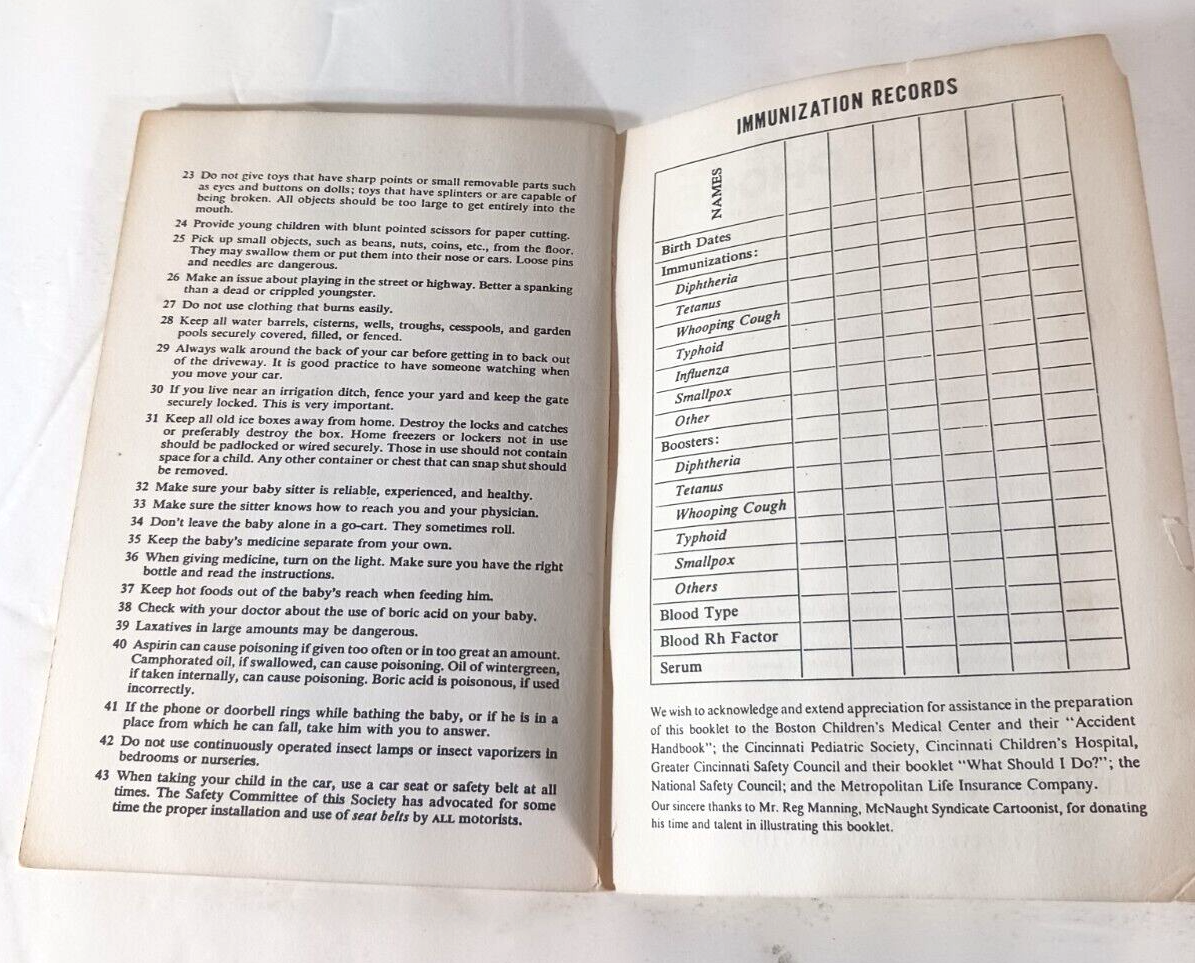 23 Do not give toys that have sharp points or small removable parts such
as eyes and buttons on dolls; toys that have splinters or are capable of
being broken. All objects should be too large to get entirely into the
mouth.
24 Provide young children with blunt pointed scissors for paper cutting.
25 Pick up small objects, such as beans, nuts, coins, etc., from the floor.
They may swallow them or put them into their nose or ears. Loose pins
and needles are dangerous.
26 Make an issue about playing in the street or highway. Better a spanking
than a dead or crippled youngster.
27 Do not use clothing that burns easily.
28 Keep all water barrels, cisterns, wells, troughs, cesspools, and garden
pools securely covered, filled, or fenced.
29 Always walk around the back of your car before getting in to back out
of the driveway. It is good practice to have someone watching when
you move your car.
30 If you live near an irrigation ditch, fence your yard and keep the gate
securely locked. This is very important.
31 Keep all old ice boxes away from home. Destroy the locks and catches
or preferably destroy the box. Home freezers or lockers not in use
should be padlocked or wired securely. Those in use should not contain
space for a child. Any other container or chest that can snap shut should
be removed.
32 Make sure your baby sitter is reliable, experienced, and healthy.
33 Make sure the sitter knows how to reach you and your physician.
34 Don't leave the baby alone in a go-cart. They sometimes roll.
35 Keep the baby's medicine separate from your own.
36 When giving medicine, turn on the light. Make sure you have the right
bottle and read the instructions.
37 Keep hot foods out of the baby's reach when feeding him.
38 Check with your doctor about the use of boric acid on your baby.
39 Laxatives in large amounts may be dangerous.
40 Aspirin can cause poisoning if given too often or in too great an amount.
Camphorated oil, if swallowed, can cause poisoning. Oil of wintergreen,
if taken internally, can cause poisoning. Boric acid is poisonous, if used
incorrectly.
41 If the phone or doorbell rings while bathing the baby, or if he is in a
place from which he can fall, take him with you to answer.
42 Do not use continuously operated insect lamps or insect vaporizers in
bedrooms or nurseries.
43 When taking your child in the car, use a car seat or safety belt at all
times. The Safety Committee of this Society has advocated for some
time the proper installation and use of seat belts by ALL motorists.
IMMUNIZATION RECORDS
NAMES
Birth Dates
Immunizations:
Diphtheria
Tetanus
Whooping Cough
Typhoid
Influenza
Smallpox
Other
Boosters:
Diphtheria
Tetanus
Whooping Cough
Typhoid
Smallpox
Others
Blood Type
Blood Rh Factor
Serum
We wish to acknowledge and extend appreciation for assistance in the preparation
of this booklet to the Boston Children's Medical Center and their "Accident
Handbook"; the Cincinnati Pediatric Society, Cincinnati Children's Hospital,
Greater Cincinnati Safety Council and their booklet "What Should I Do?"; the
National Safety Council; and the Metropolitan Life Insurance Company.
Our sincere thanks to Mr. Reg Manning, McNaught Syndicate Cartoonist, for donating
his time and talent in illustrating this booklet.